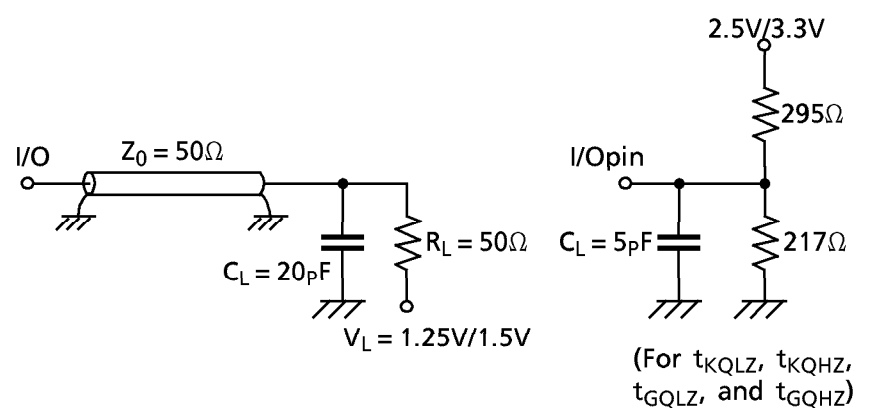 I/O
Z0 = 50Ω
CL = 20PF
RL = 50Ω
VL = 1.25V/1.5V
2.5V/3.3V
295Ω
I/Opin
CL = 5PF
217Ω
(For tKQLZ, tKQHZ,
tGQLZ, and tGQHZ)